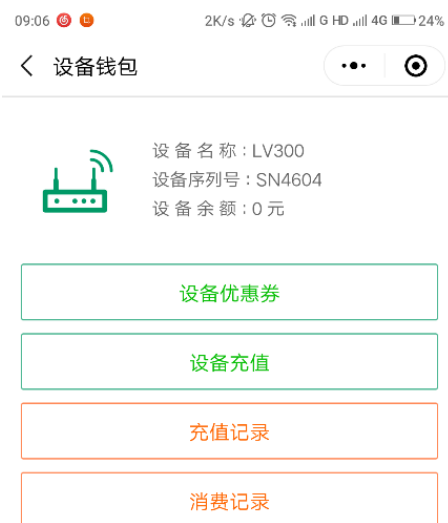 09:06 2K/s G HD 4G 24%
设备钱包
设备名称:LV300
设备序列号:SN4604
设备余额:0元
设备优惠券
设备充值
充值记录
消费记录